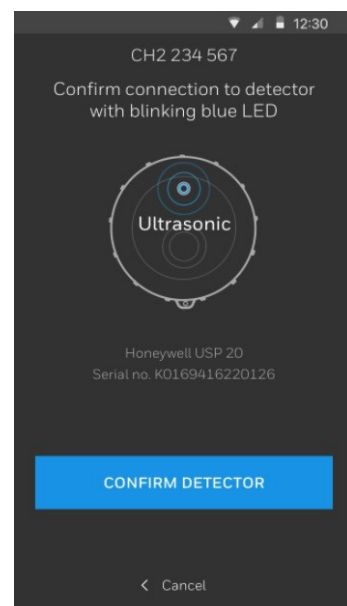 12:30
CH2 234 567
Confirm connection to detector
with blinking blue LED
Ultrasonic
Honeywell USP 20
Serial no. K0169416220126
CONFIRM DETECTOR
Cancel